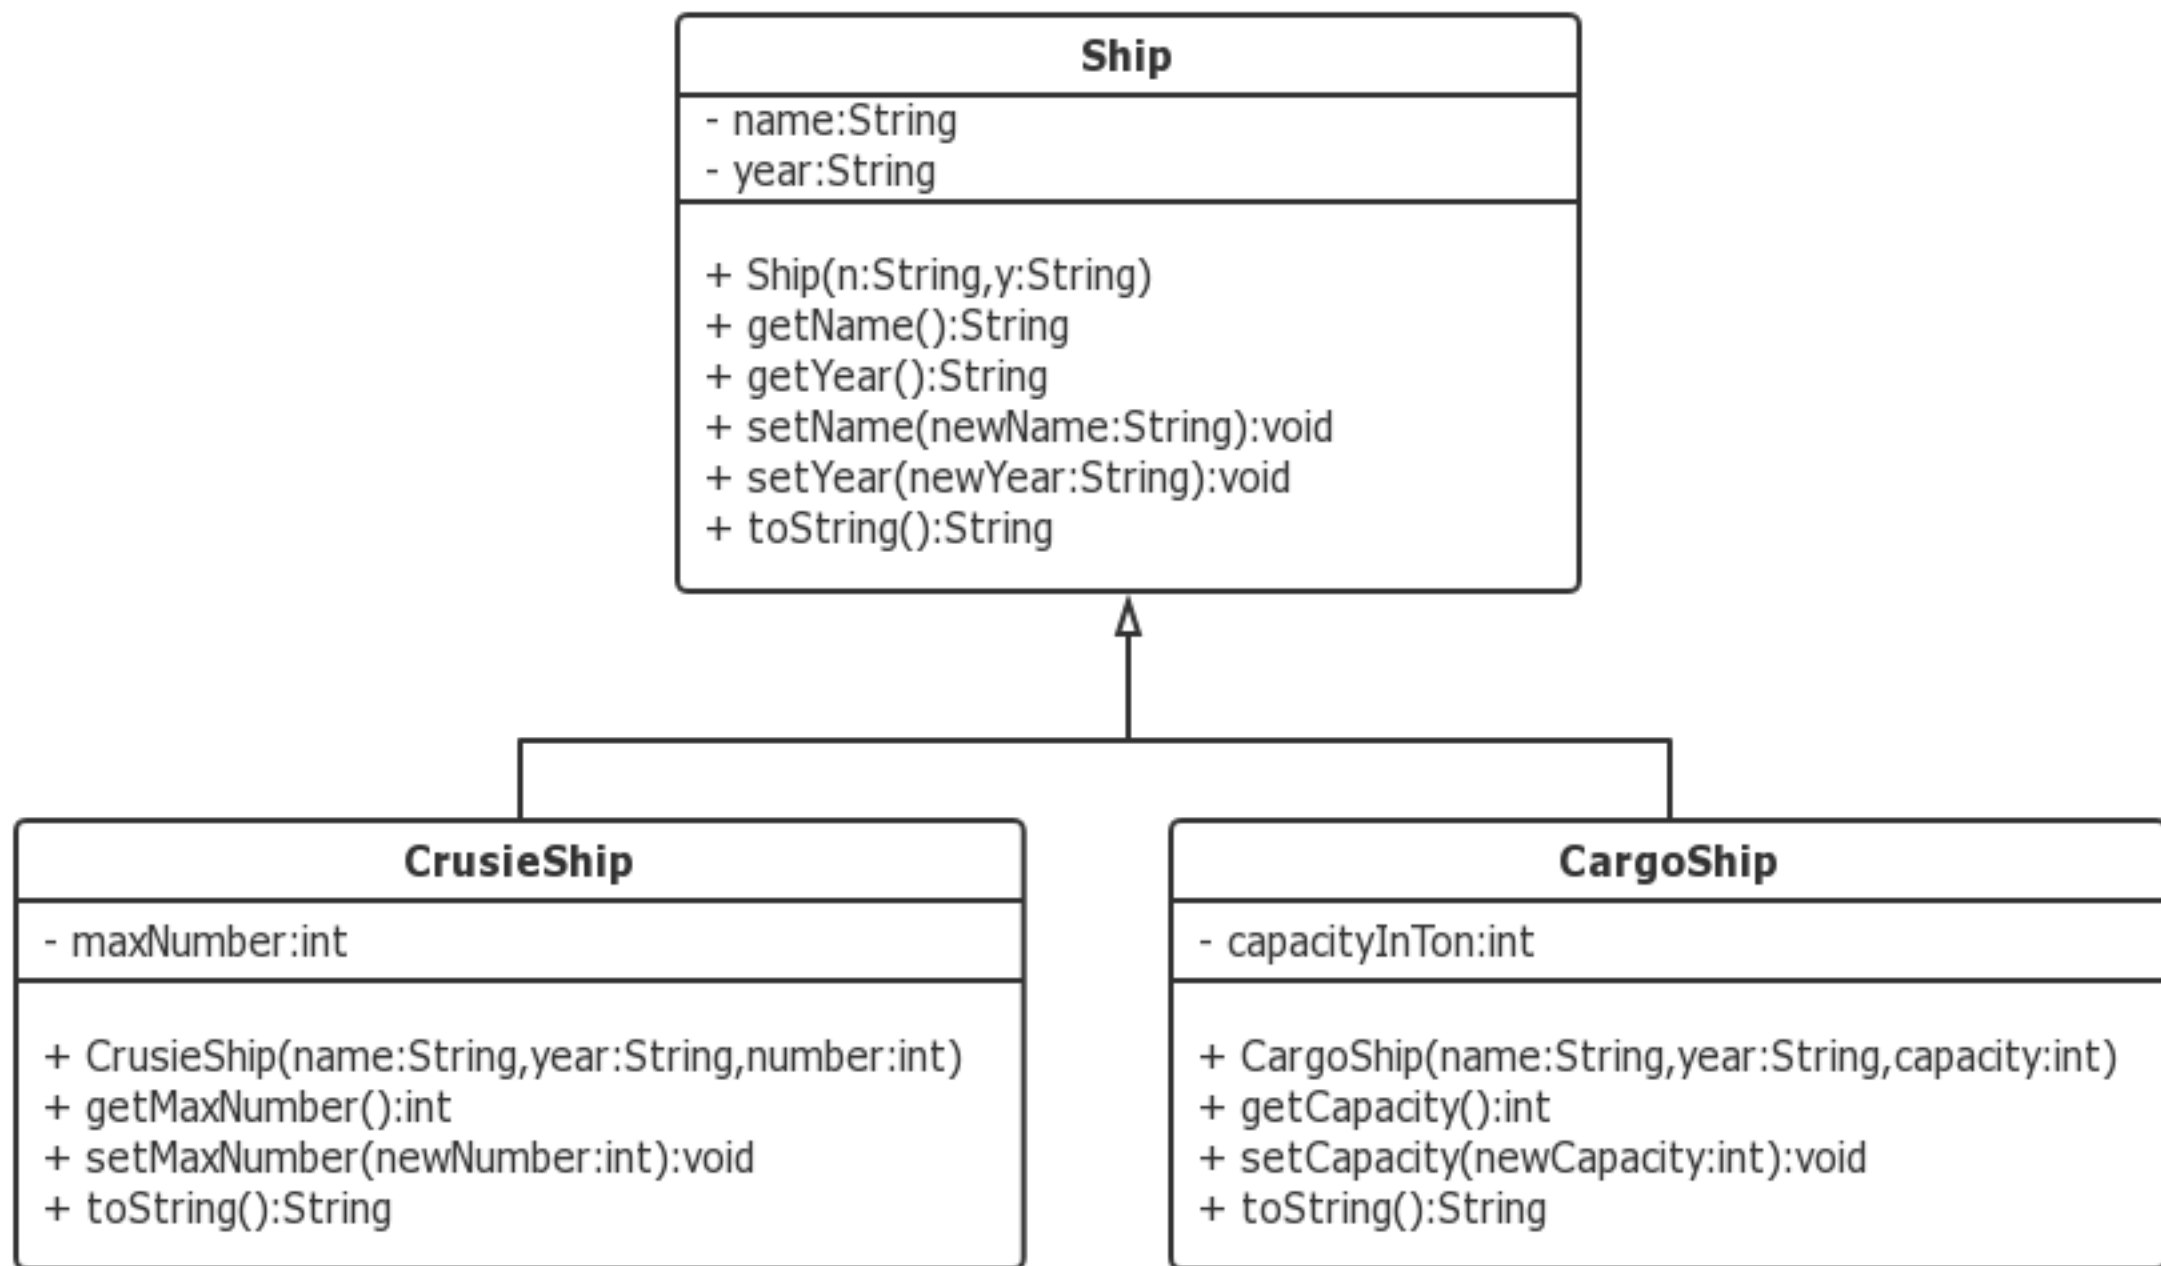 Ship
- name:String
- year:String
+ Ship(n:String,y:String)
+ getName():String
+ getYear():String
+ setName(newName:String):void
+ setYear(newYear:String):void
+ toString():String
CrusieShip
- maxNumber:int
+ CrusieShip(name:String,year:String,number:int)
+ getMaxNumber():int
+ setMaxNumber(newNumber:int):void
+ toString():String
CargoShip
- capacityInTon:int
+ CargoShip(name:String,year:String,capacity:int)
+ getCapacity():int
+ setCapacity(newCapacity:int):void
+ toString():String